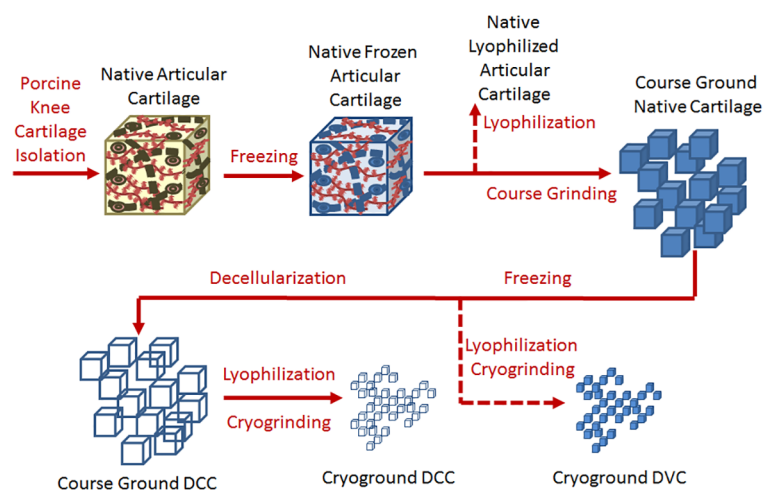 Porcine
Knee
Cartilage
Isolation
Native Articular
Cartilage
Freezing
Native Frozen
Articular
Cartilage
Native
Lyophilized
Articular
Cartilage
Lyophilization
Course Grinding
Course Ground
Native Cartilage
Decellularization
Freezing
Lyophilization
Cryogrinding
Lyophilization
Cryogrinding
Course Ground DCC
Cryoground DCC
Cryoground DVC